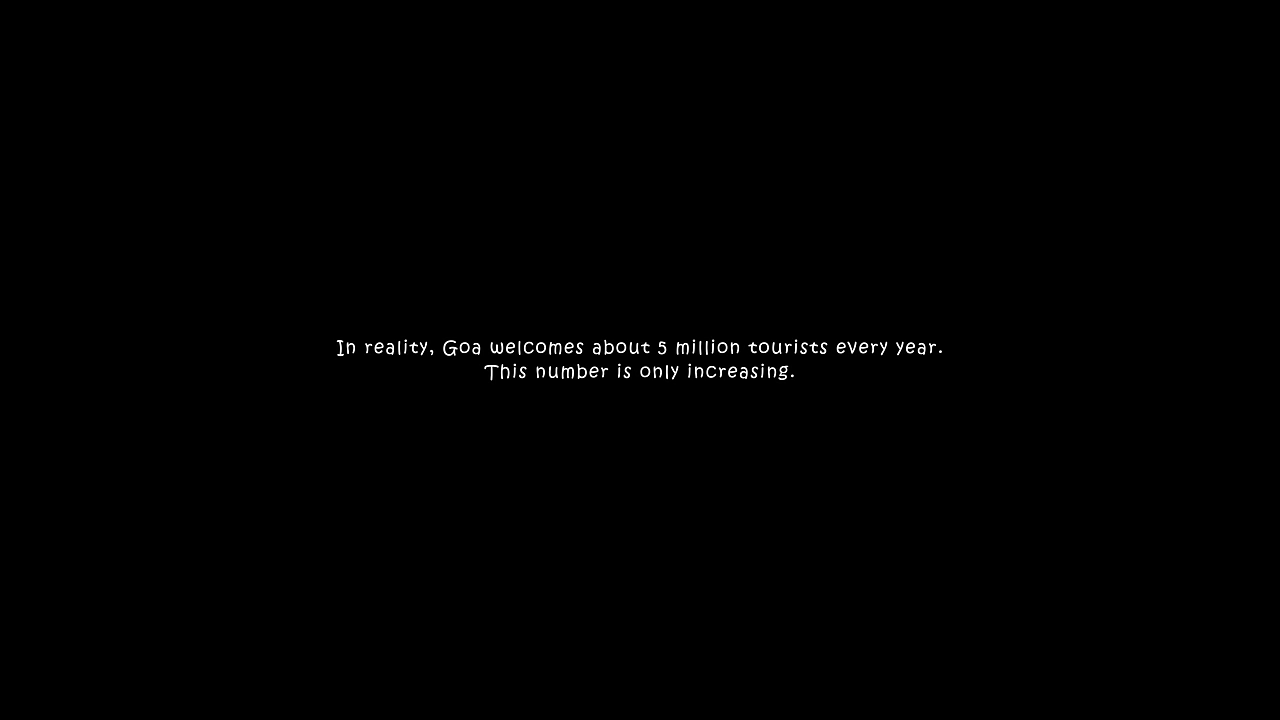 In reality, Goa welcomes about 5 million tourists every year.
This number is only increasing.